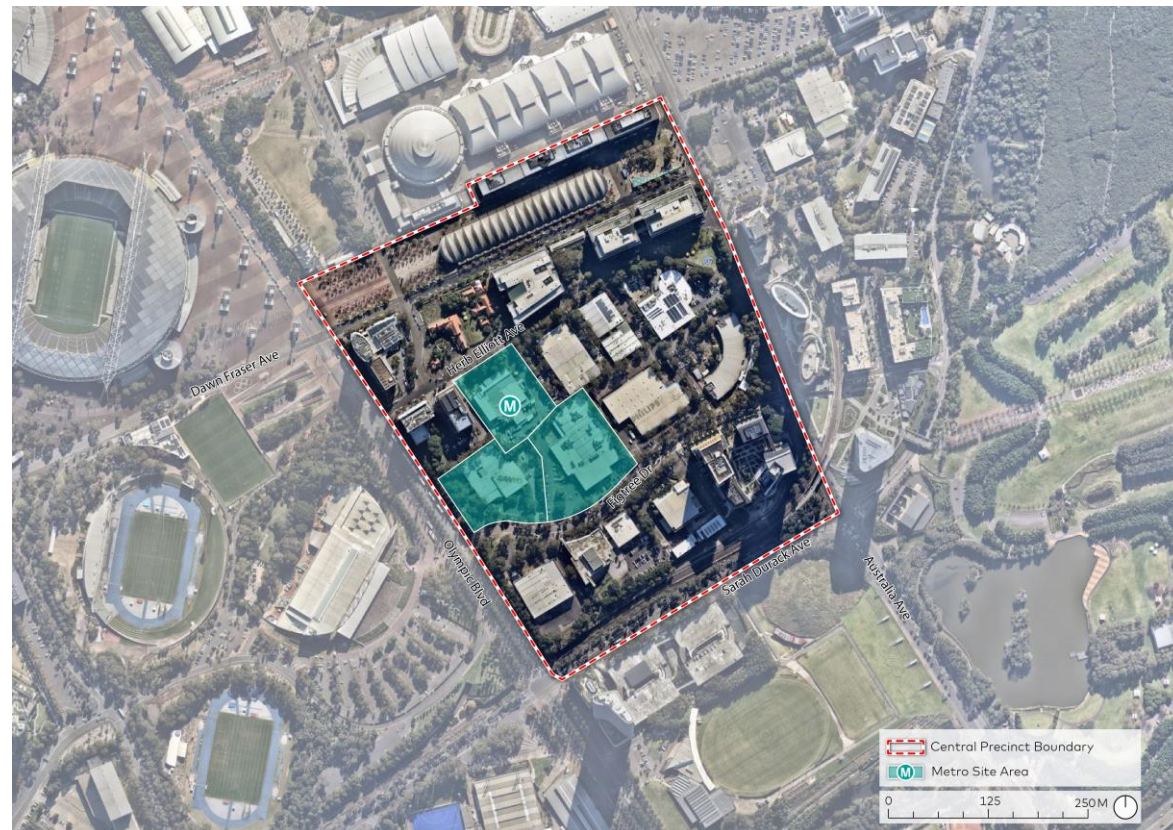 Herb Elliott Ave
Dawn Fraser Ave
M
Figtree Dr
Olympic Blvd
Sarah Durack Ave
Australia Ave
Central Precinct Boundary
M Metro Site Area
0 125 250 M